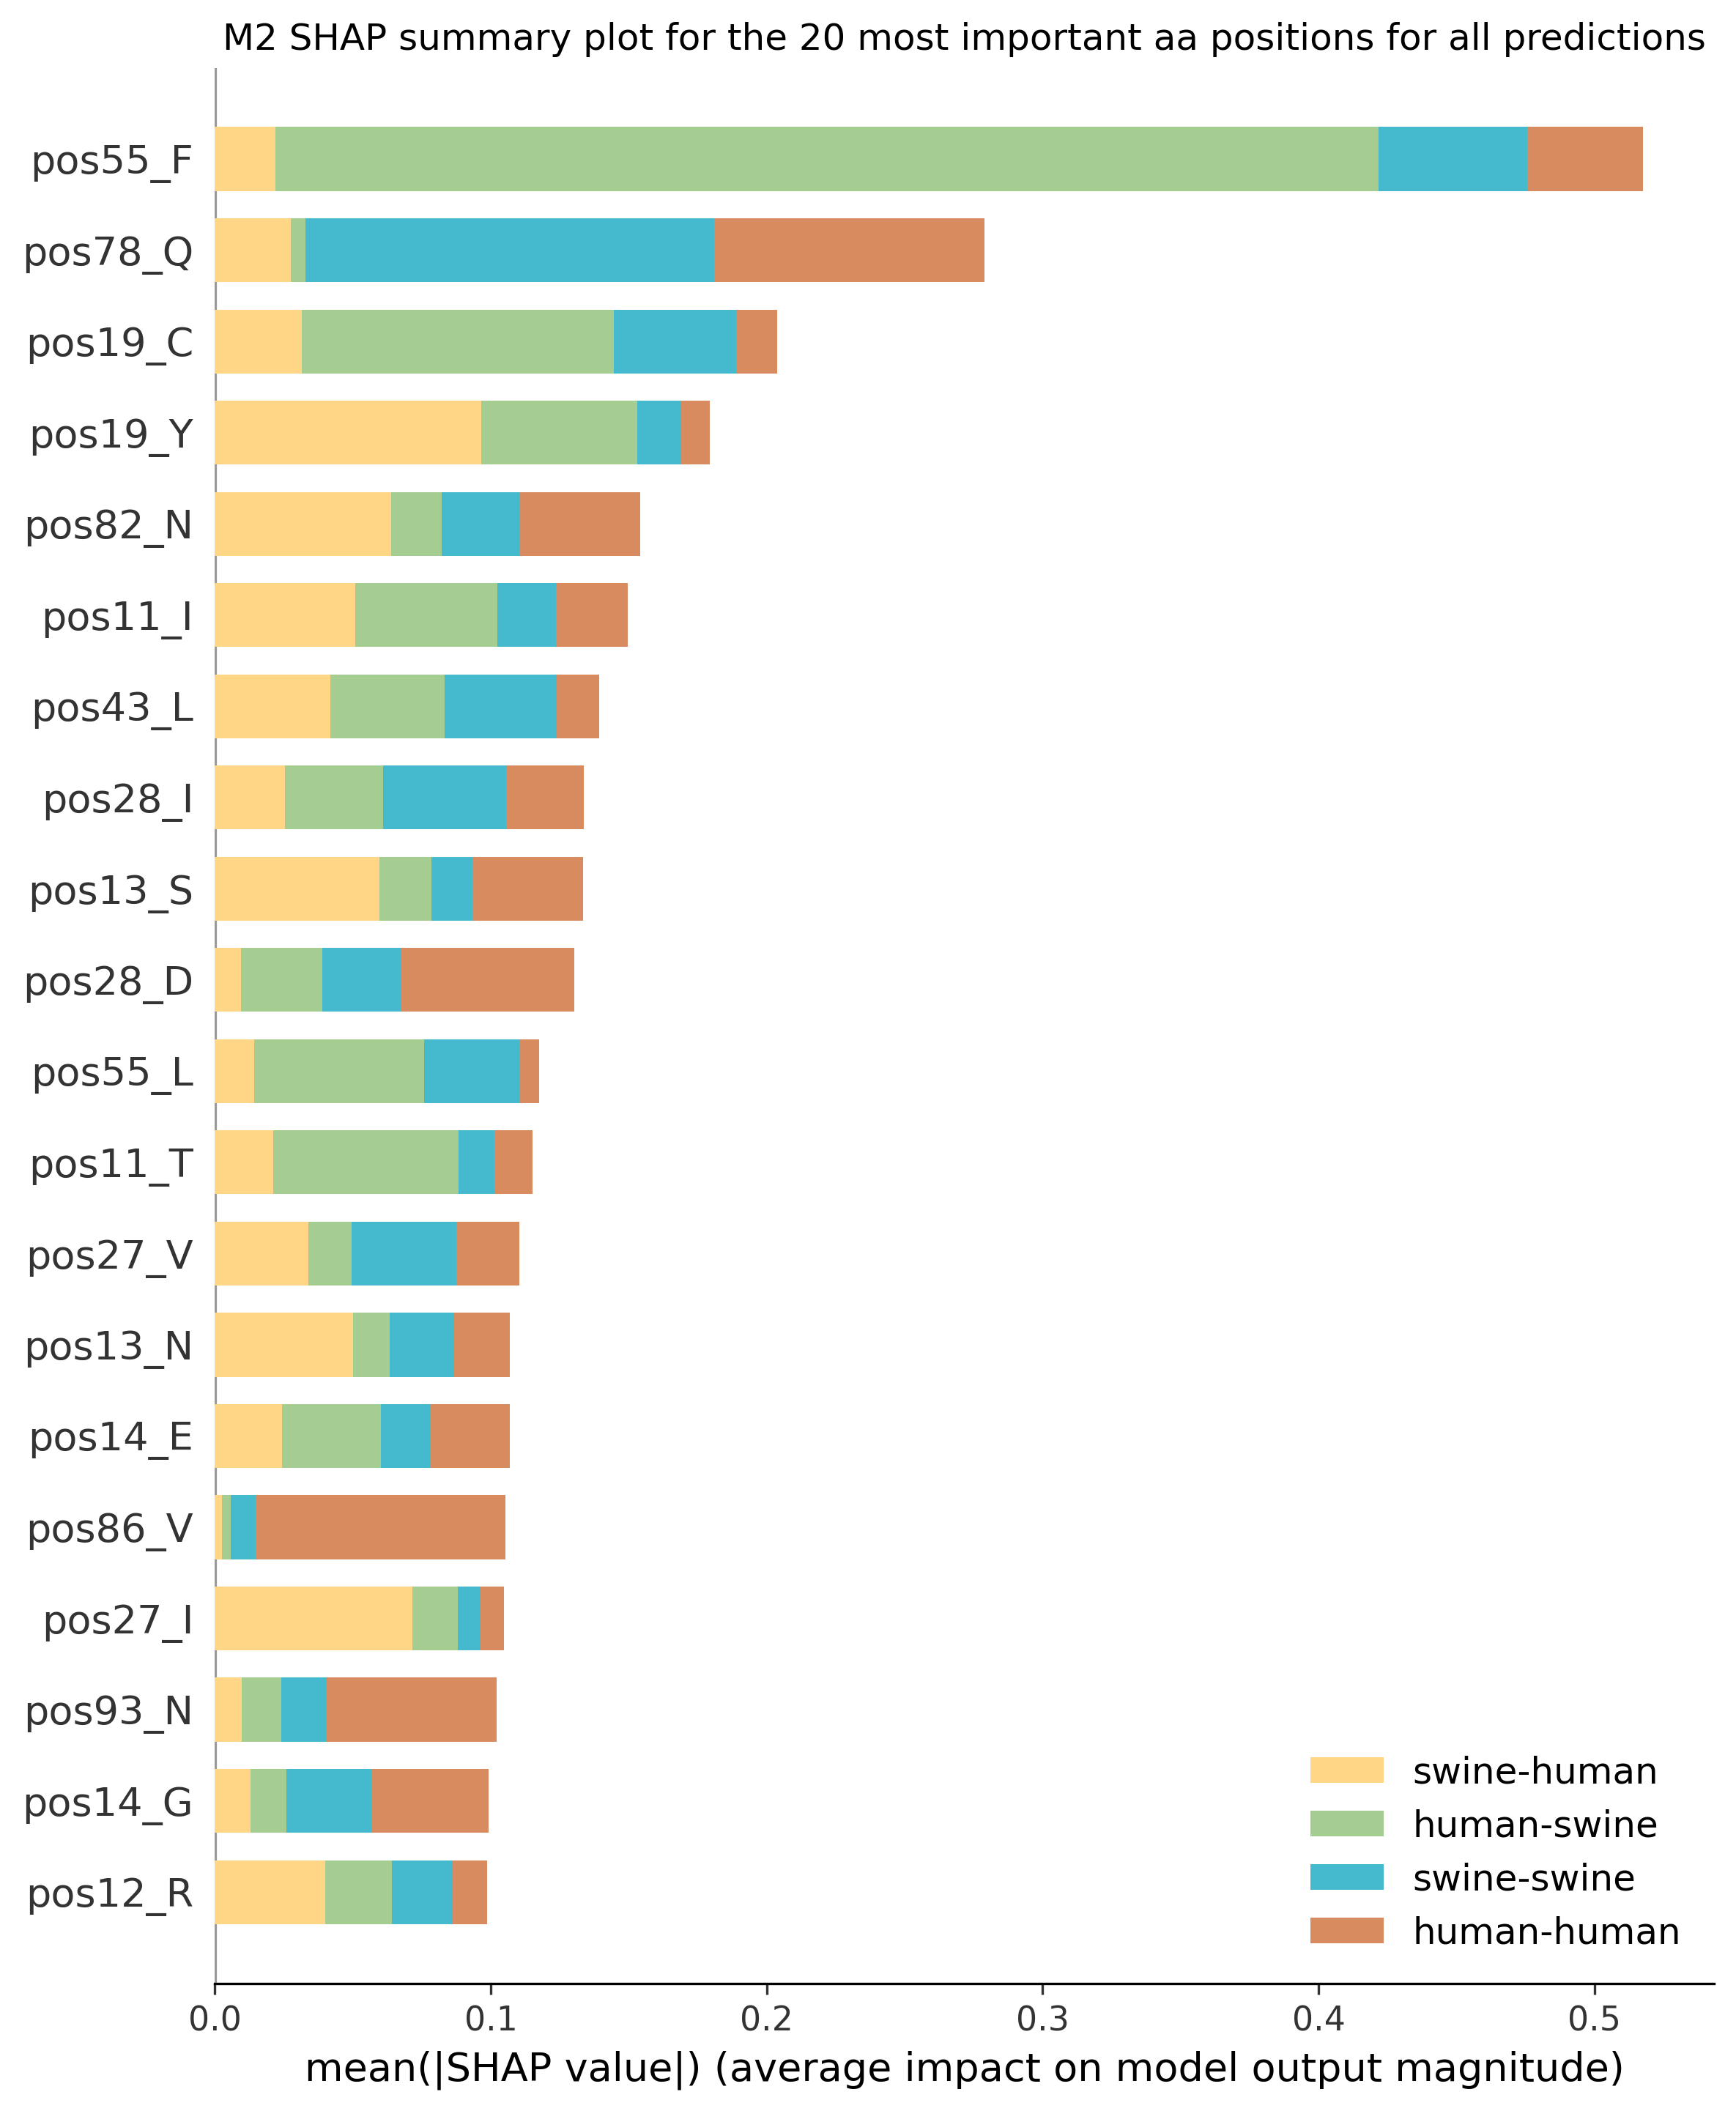 M2 SHAP summary plot for the 20 most important aa positions for all predictions
pos55_F
pos78_Q
pos19_C
pos19_Y
pos82_N
pos11_I
pos43_L
pos28_I
pos13_S
pos28_D
pos55_L
pos11_T
pos27_V
pos13_N
pos14_E
pos86_V
pos27_I
pos93_N
pos14_G
pos12_R
swine-human
human-swine
swine-swine
human-human
0.0 0.1 0.2 0.3 0.4 0.5
mean(|SHAP value|) (average impact on model output magnitude)